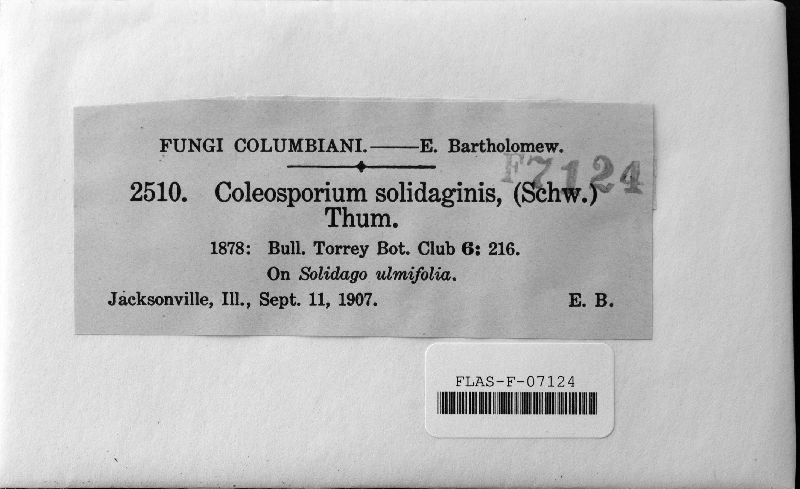 FUNGI COLUMBIANI.——E. Bartholomew.
F7124
2510. Coleosporium solidaginis, (Schw.)
Thum.
1878: Bull. Torrey Bot. Club 6: 216.
On Solidago ulmifolia.
Jacksonville, Ill., Sept. 11, 1907. E. B.
FLAS-F-07124